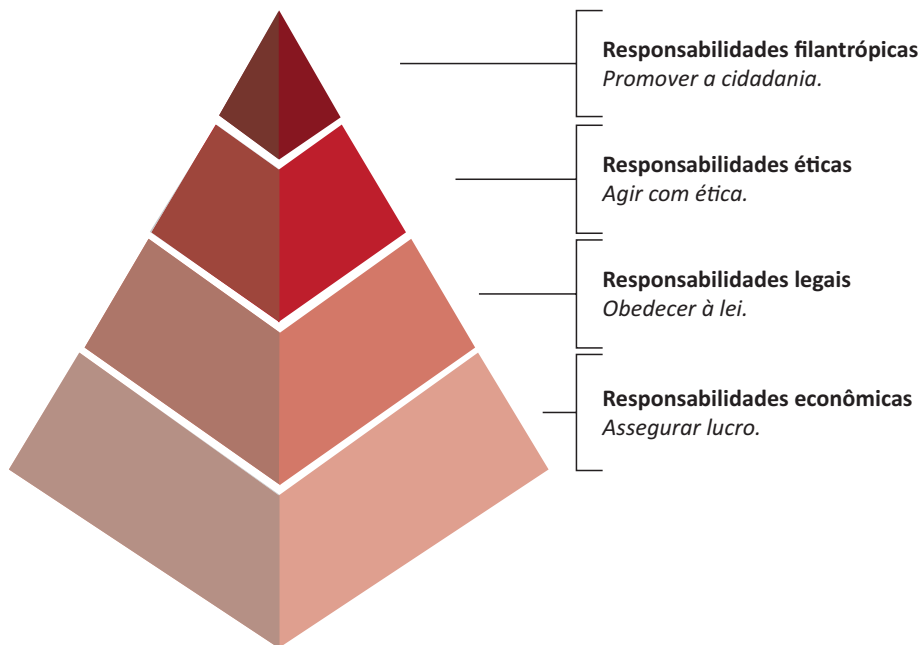 Responsabilidades filantrópicas
Promover a cidadania.
Responsabilidades éticas
Agir com ética.
Responsabilidades legais
Obedecer à lei.
Responsabilidades econômicas
Assegurar lucro.